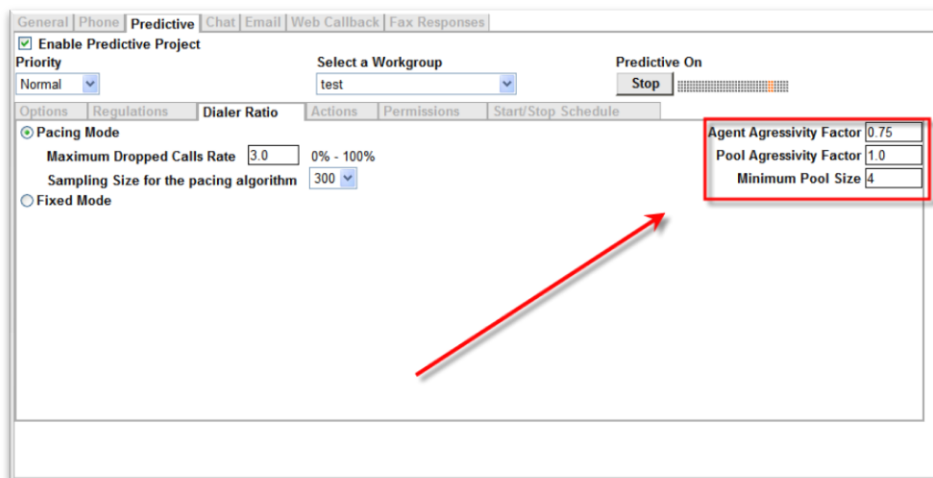 General Phone Predictive Chat Email Web Callback Fax Responses
Enable Predictive Project
Priority Select a Workgroup Predictive On
Normal test Stop
Options Regulations Dialer Ratio Actions Permissions Start/Stop Schedule
Pacing Mode Agent Agressivity Factor 0.75
Maximum Dropped Calls Rate 3.0 0% - 100% Pool Agressivity Factor 1.0
Sampling Size for the pacing algorithm 300 Minimum Pool Size 4
Fixed Mode